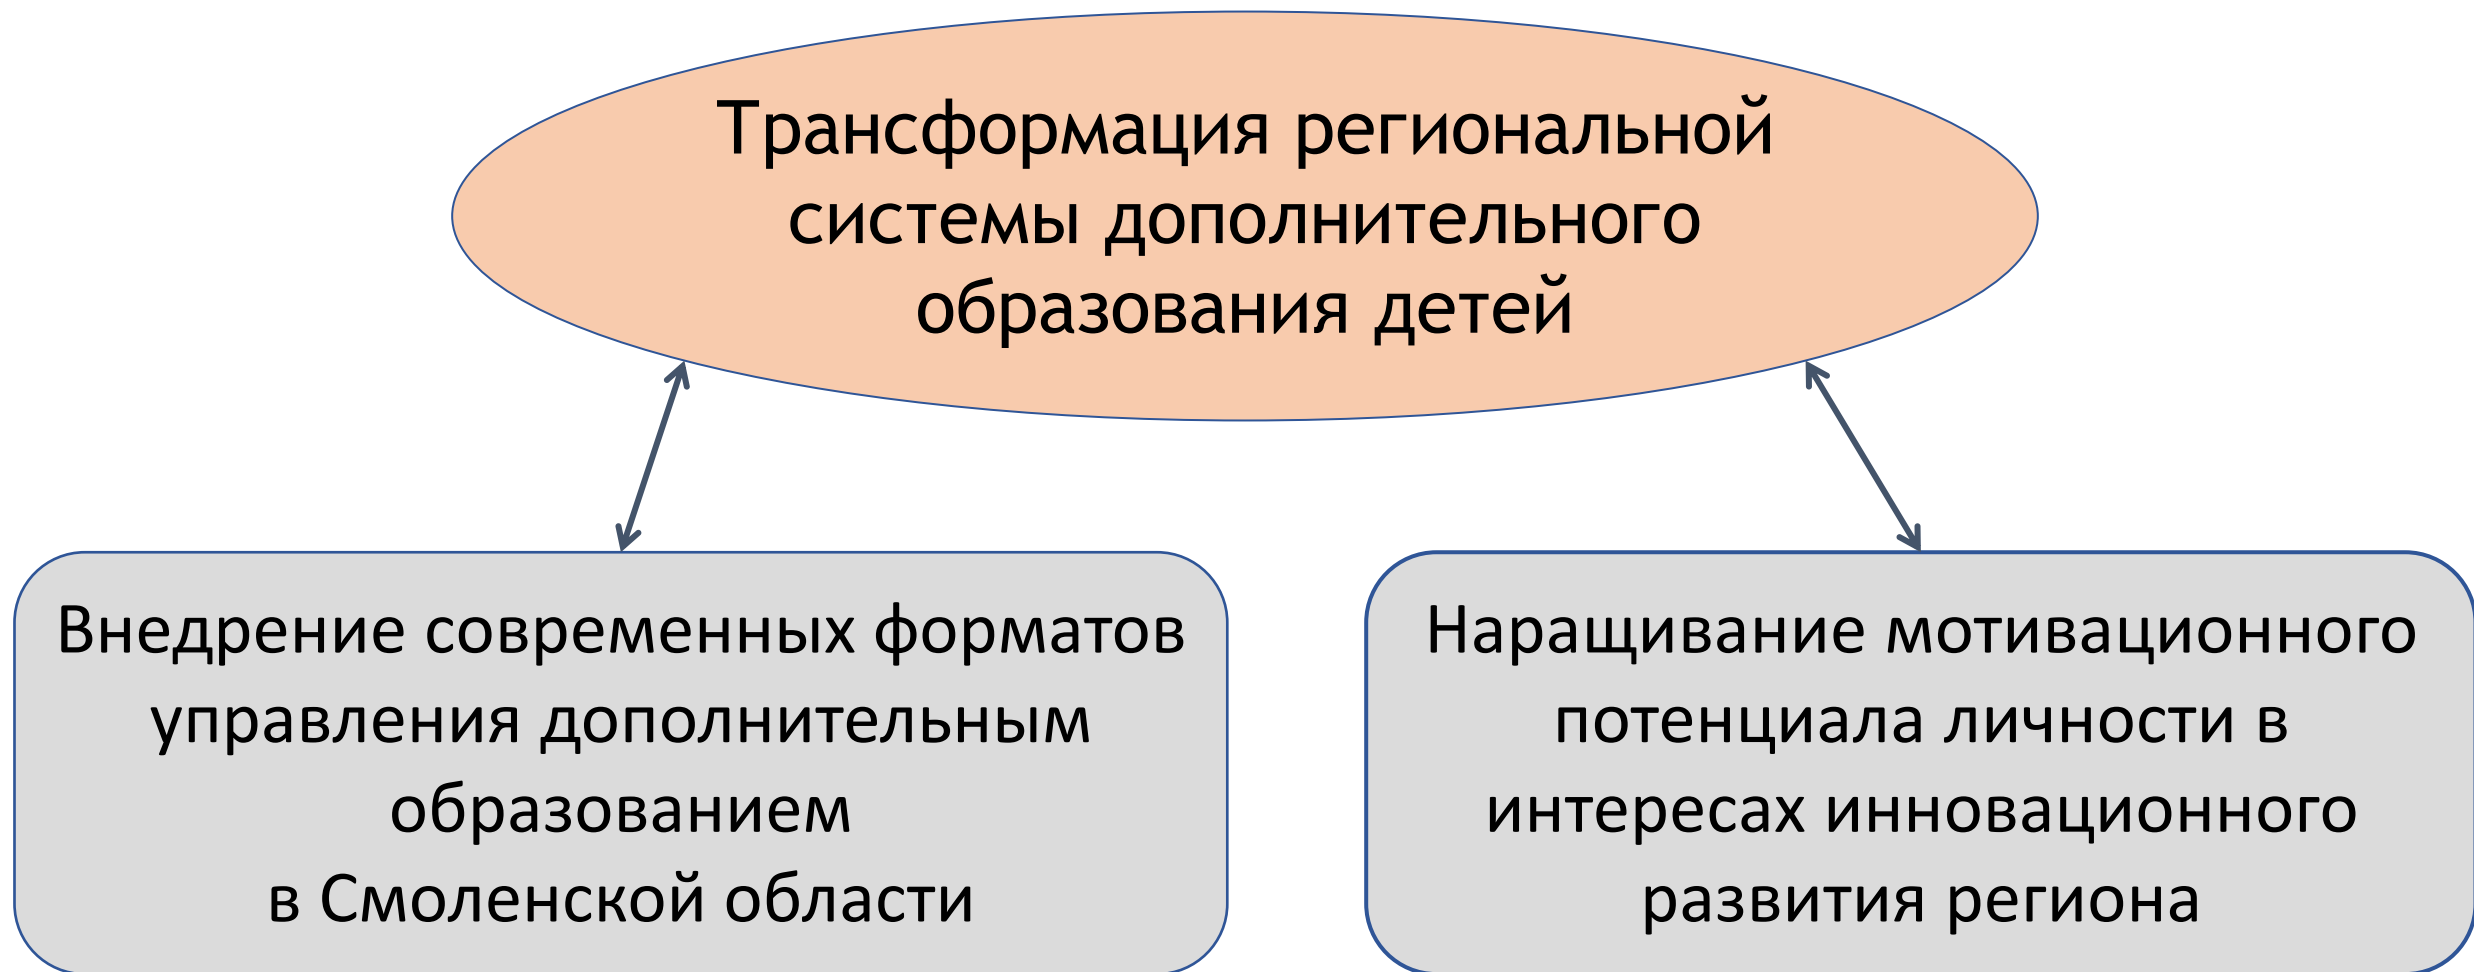 Трансформация региональной
системы дополнительного
образования детей
Внедрение современных форматов
управления дополнительным
образованием
в Смоленской области
Наращивание мотивационного
потенциала личности в
интересах инновационного
развития региона